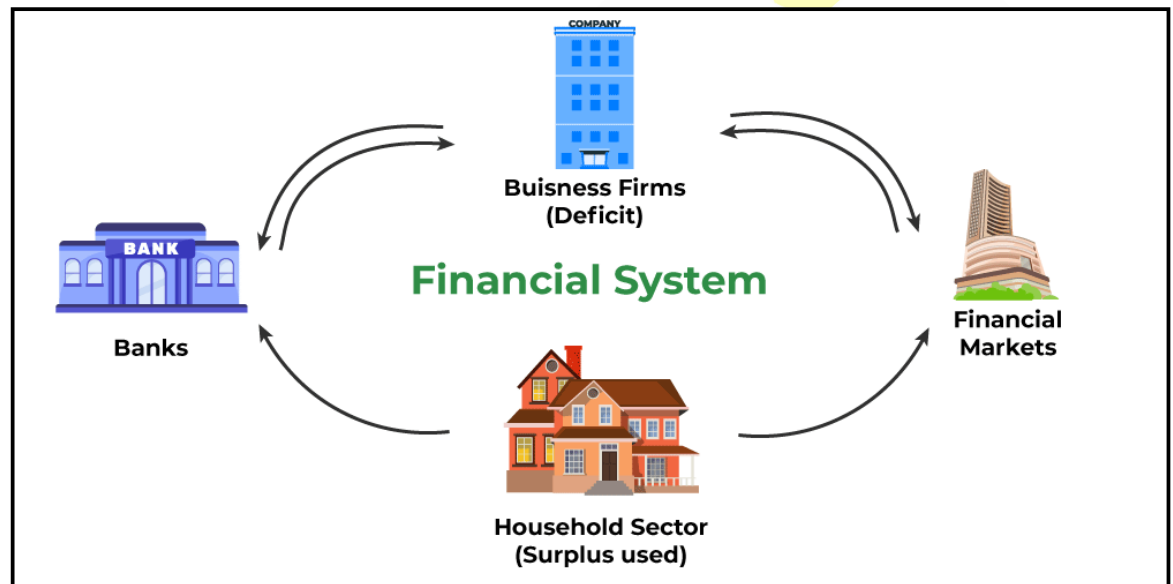 COMPANY
Buisness Firms
(Deficit)
BANK
Financial System
Banks
Financial
Markets
Household Sector
(Surplus used)